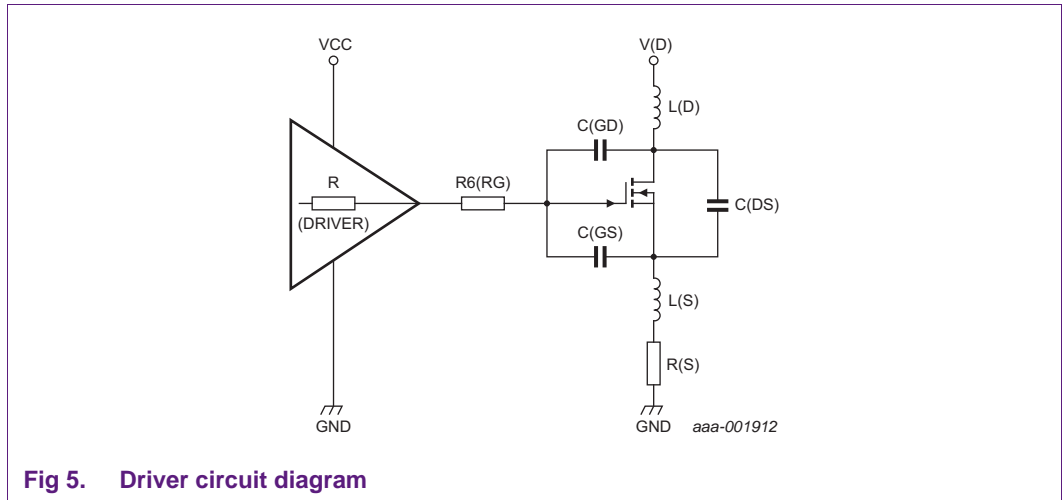 VCC
V(D)
L(D)
C(GD)
R
R6(RG)
(DRIVER)
C(DS)
C(GS)
L(S)
R(S)
GND
GND
aaa-001912
Fig 5. Driver circuit diagram